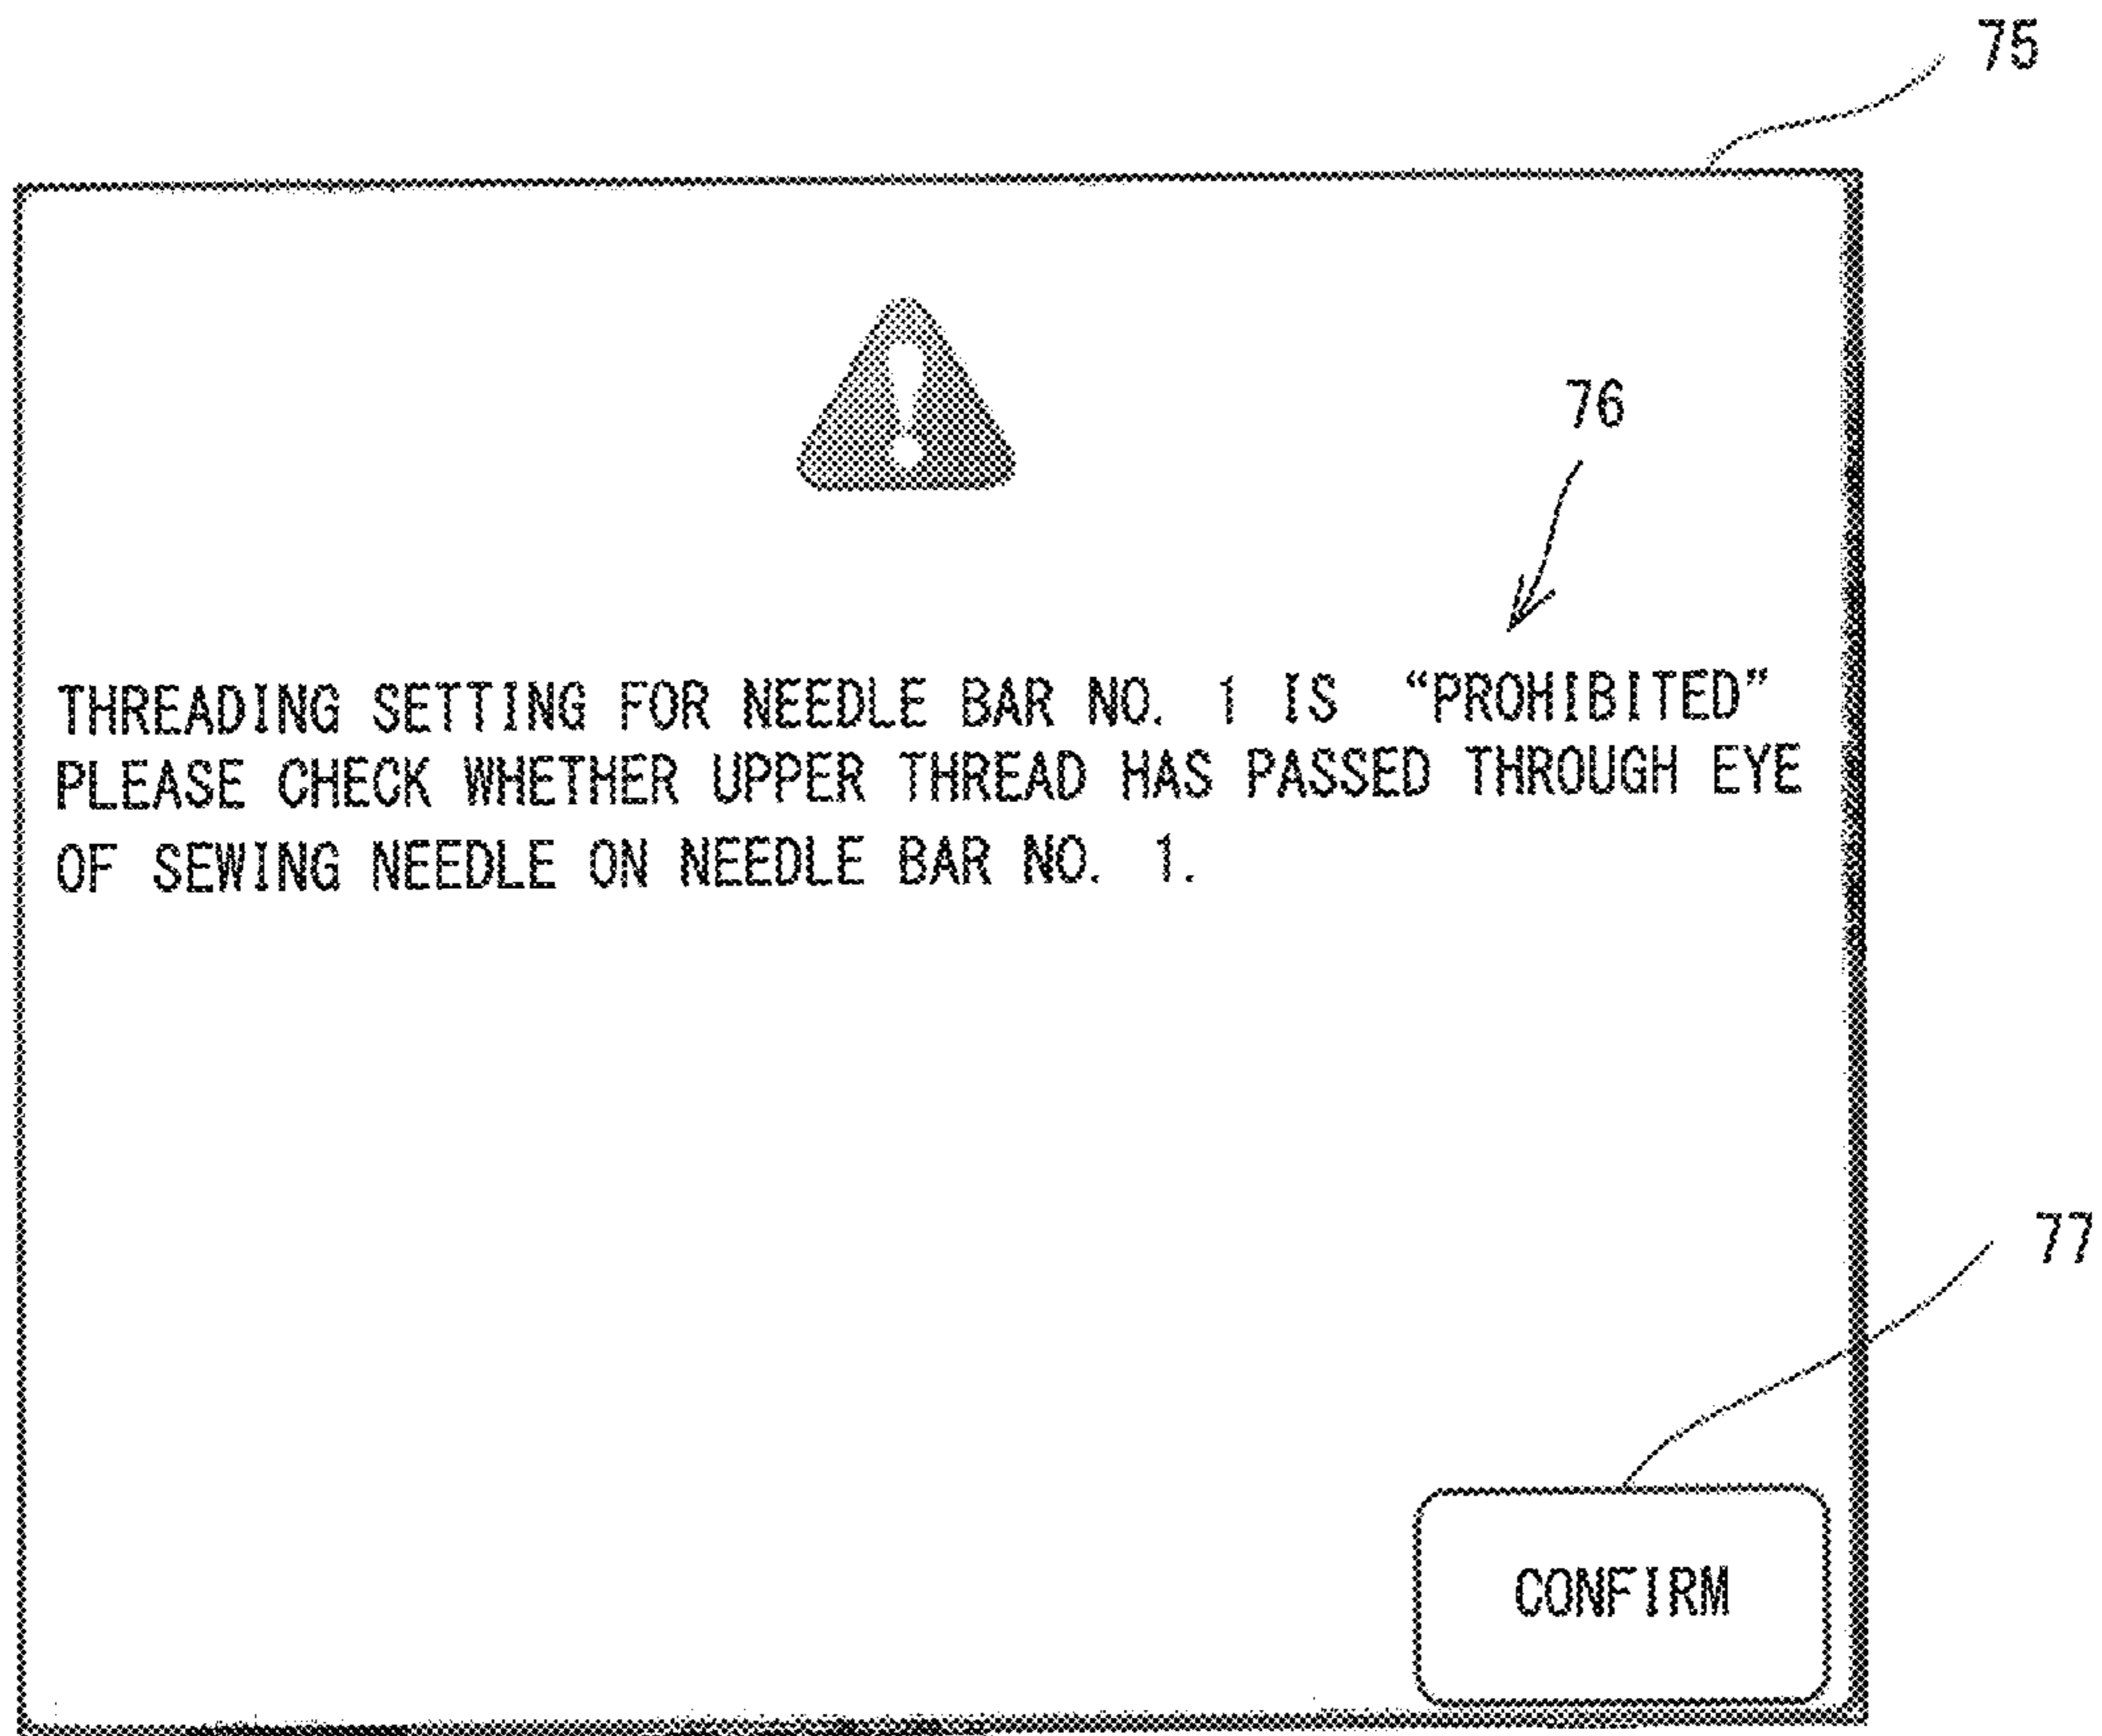 75
76
THREADING SETTING FOR NEEDLE BAR NO. 1 IS “PROHIBITED”
PLEASE CHECK WHETHER UPPER THREAD HAS PASSED THROUGH EYE
OF SEWING NEEDLE ON NEEDLE BAR NO. 1.
77
CONFIRM